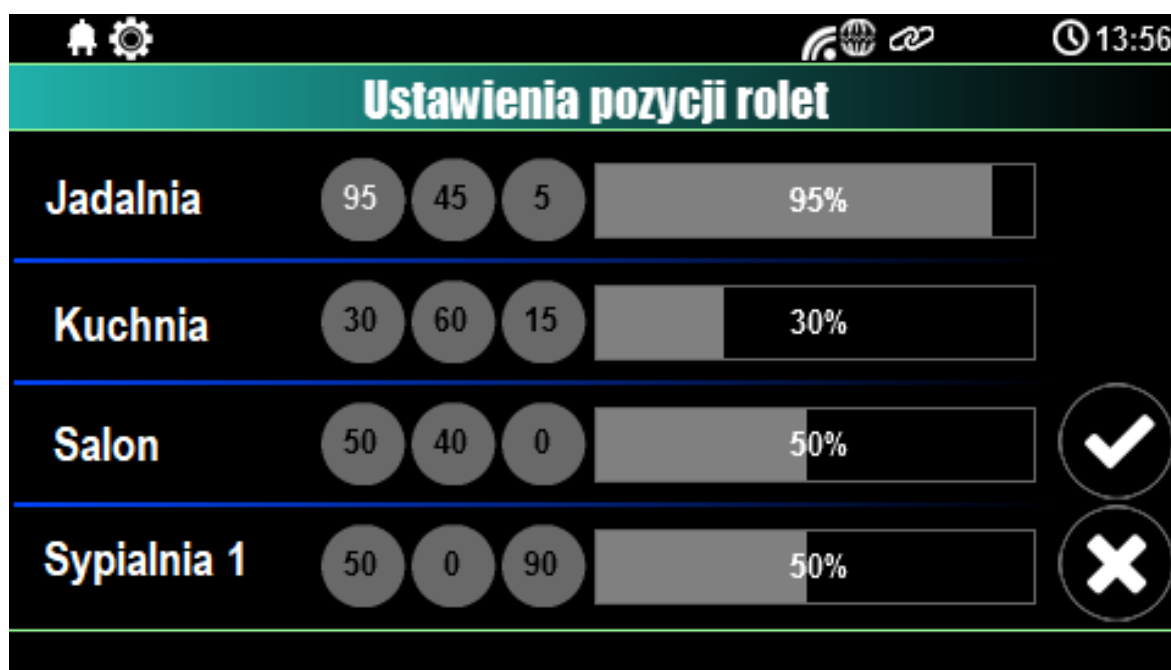 13:56
Ustawienia pozycji rolet
Jadalnia 95 45 5 95%
Kuchnia 30 60 15 30%
Salon 50 40 0 50%
Sypialnia 1 50 0 90 50%